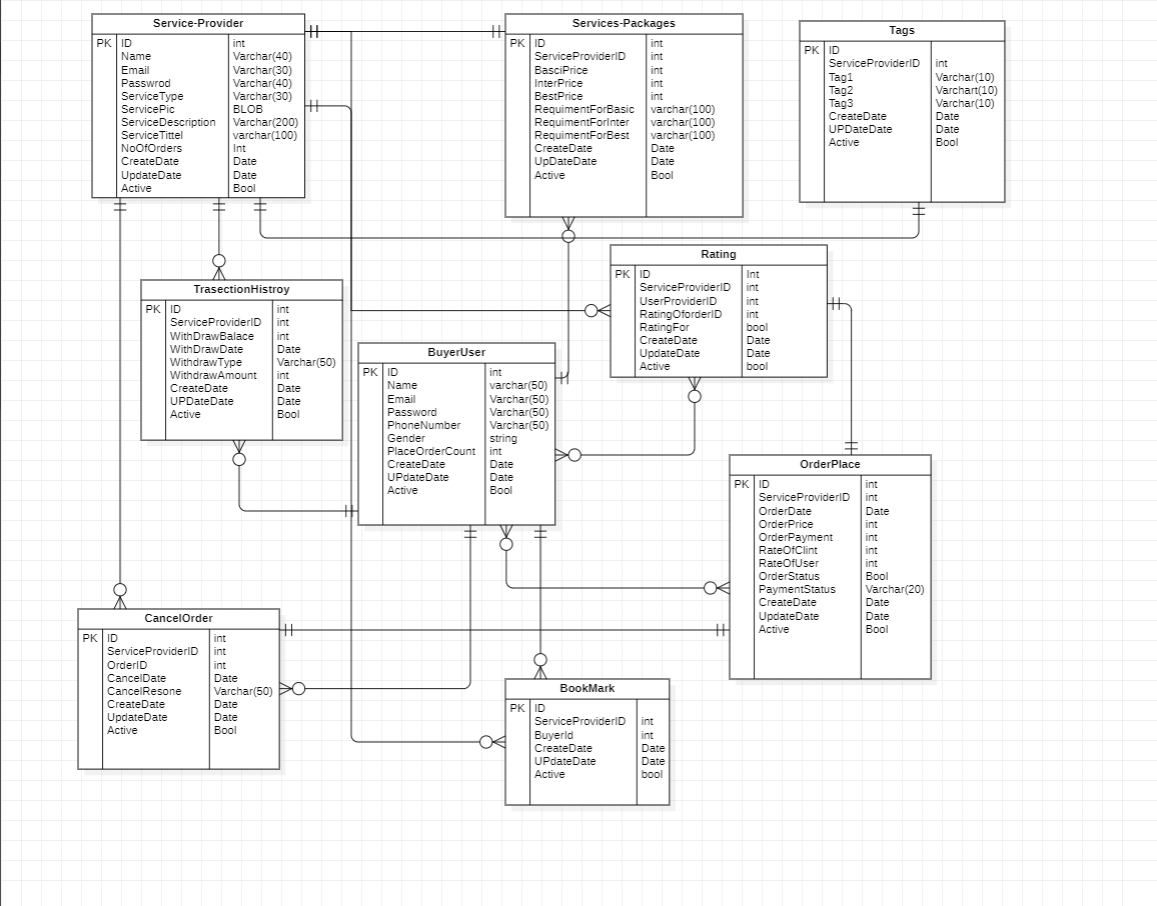 Service-Provider
PK ID int
Name Varchar(40)
Email Varchar(30)
Passwrod Varchar(40)
ServiceType Varchar(30)
ServicePic BLOB
ServiceDescription Varchar(200)
ServiceTittel varchar(100)
NoOfOrders Int
CreateDate Date
UpdateDate Date
Active Bool
Services-Packages
PK ID int
ServiceProviderID int
BasciPrice int
InterPrice int
BestPrice int
RequimentForBasic varchar(100)
RequimentForInter varchar(100)
RequimentForBest varchar(100)
CreateDate Date
UpDateDate Date
Active Bool
Tags
PK ID
ServiceProviderID int
Tag1 Varchar(10)
Tag2 Varchart(10)
Tag3 Varchar(10)
CreateDate Date
UPDateDate Date
Active Bool
TrasectionHistroy
PK ID int
ServiceProviderID int
WithDrawBalace int
WithDrawDate Date
WithdrawType Varchar(50)
WithdrawAmount int
CreateDate Date
UPDateDate Date
Active Bool
Rating
PK ID Int
ServiceProviderID int
UserProviderID int
RatingOforderID int
RatingFor bool
CreateDate Date
UpdateDate Date
Active bool
BuyerUser
PK ID int
Name varchar(50)
Email Varchar(50)
Password Varchar(50)
PhoneNumber Varchar(50)
Gender string
PlaceOrderCount int
CreateDate Date
UPdateDate Date
Active Bool
OrderPlace
PK ID int
ServiceProviderID int
OrderDate Date
OrderPrice int
OrderPayment int
RateOfClint int
RateOfUser int
OrderStatus Bool
PaymentStatus Varchar(20)
CreateDate Date
UpdateDate Date
Active Bool
CancelOrder
PK ID int
ServiceProviderID int
OrderID int
CancelDate Date
CancelResone Varchar(50)
CreateDate Date
UpdateDate Date
Active Bool
BookMark
PK ID
ServiceProviderID int
BuyerId int
CreateDate Date
UPdateDate Date
Active bool